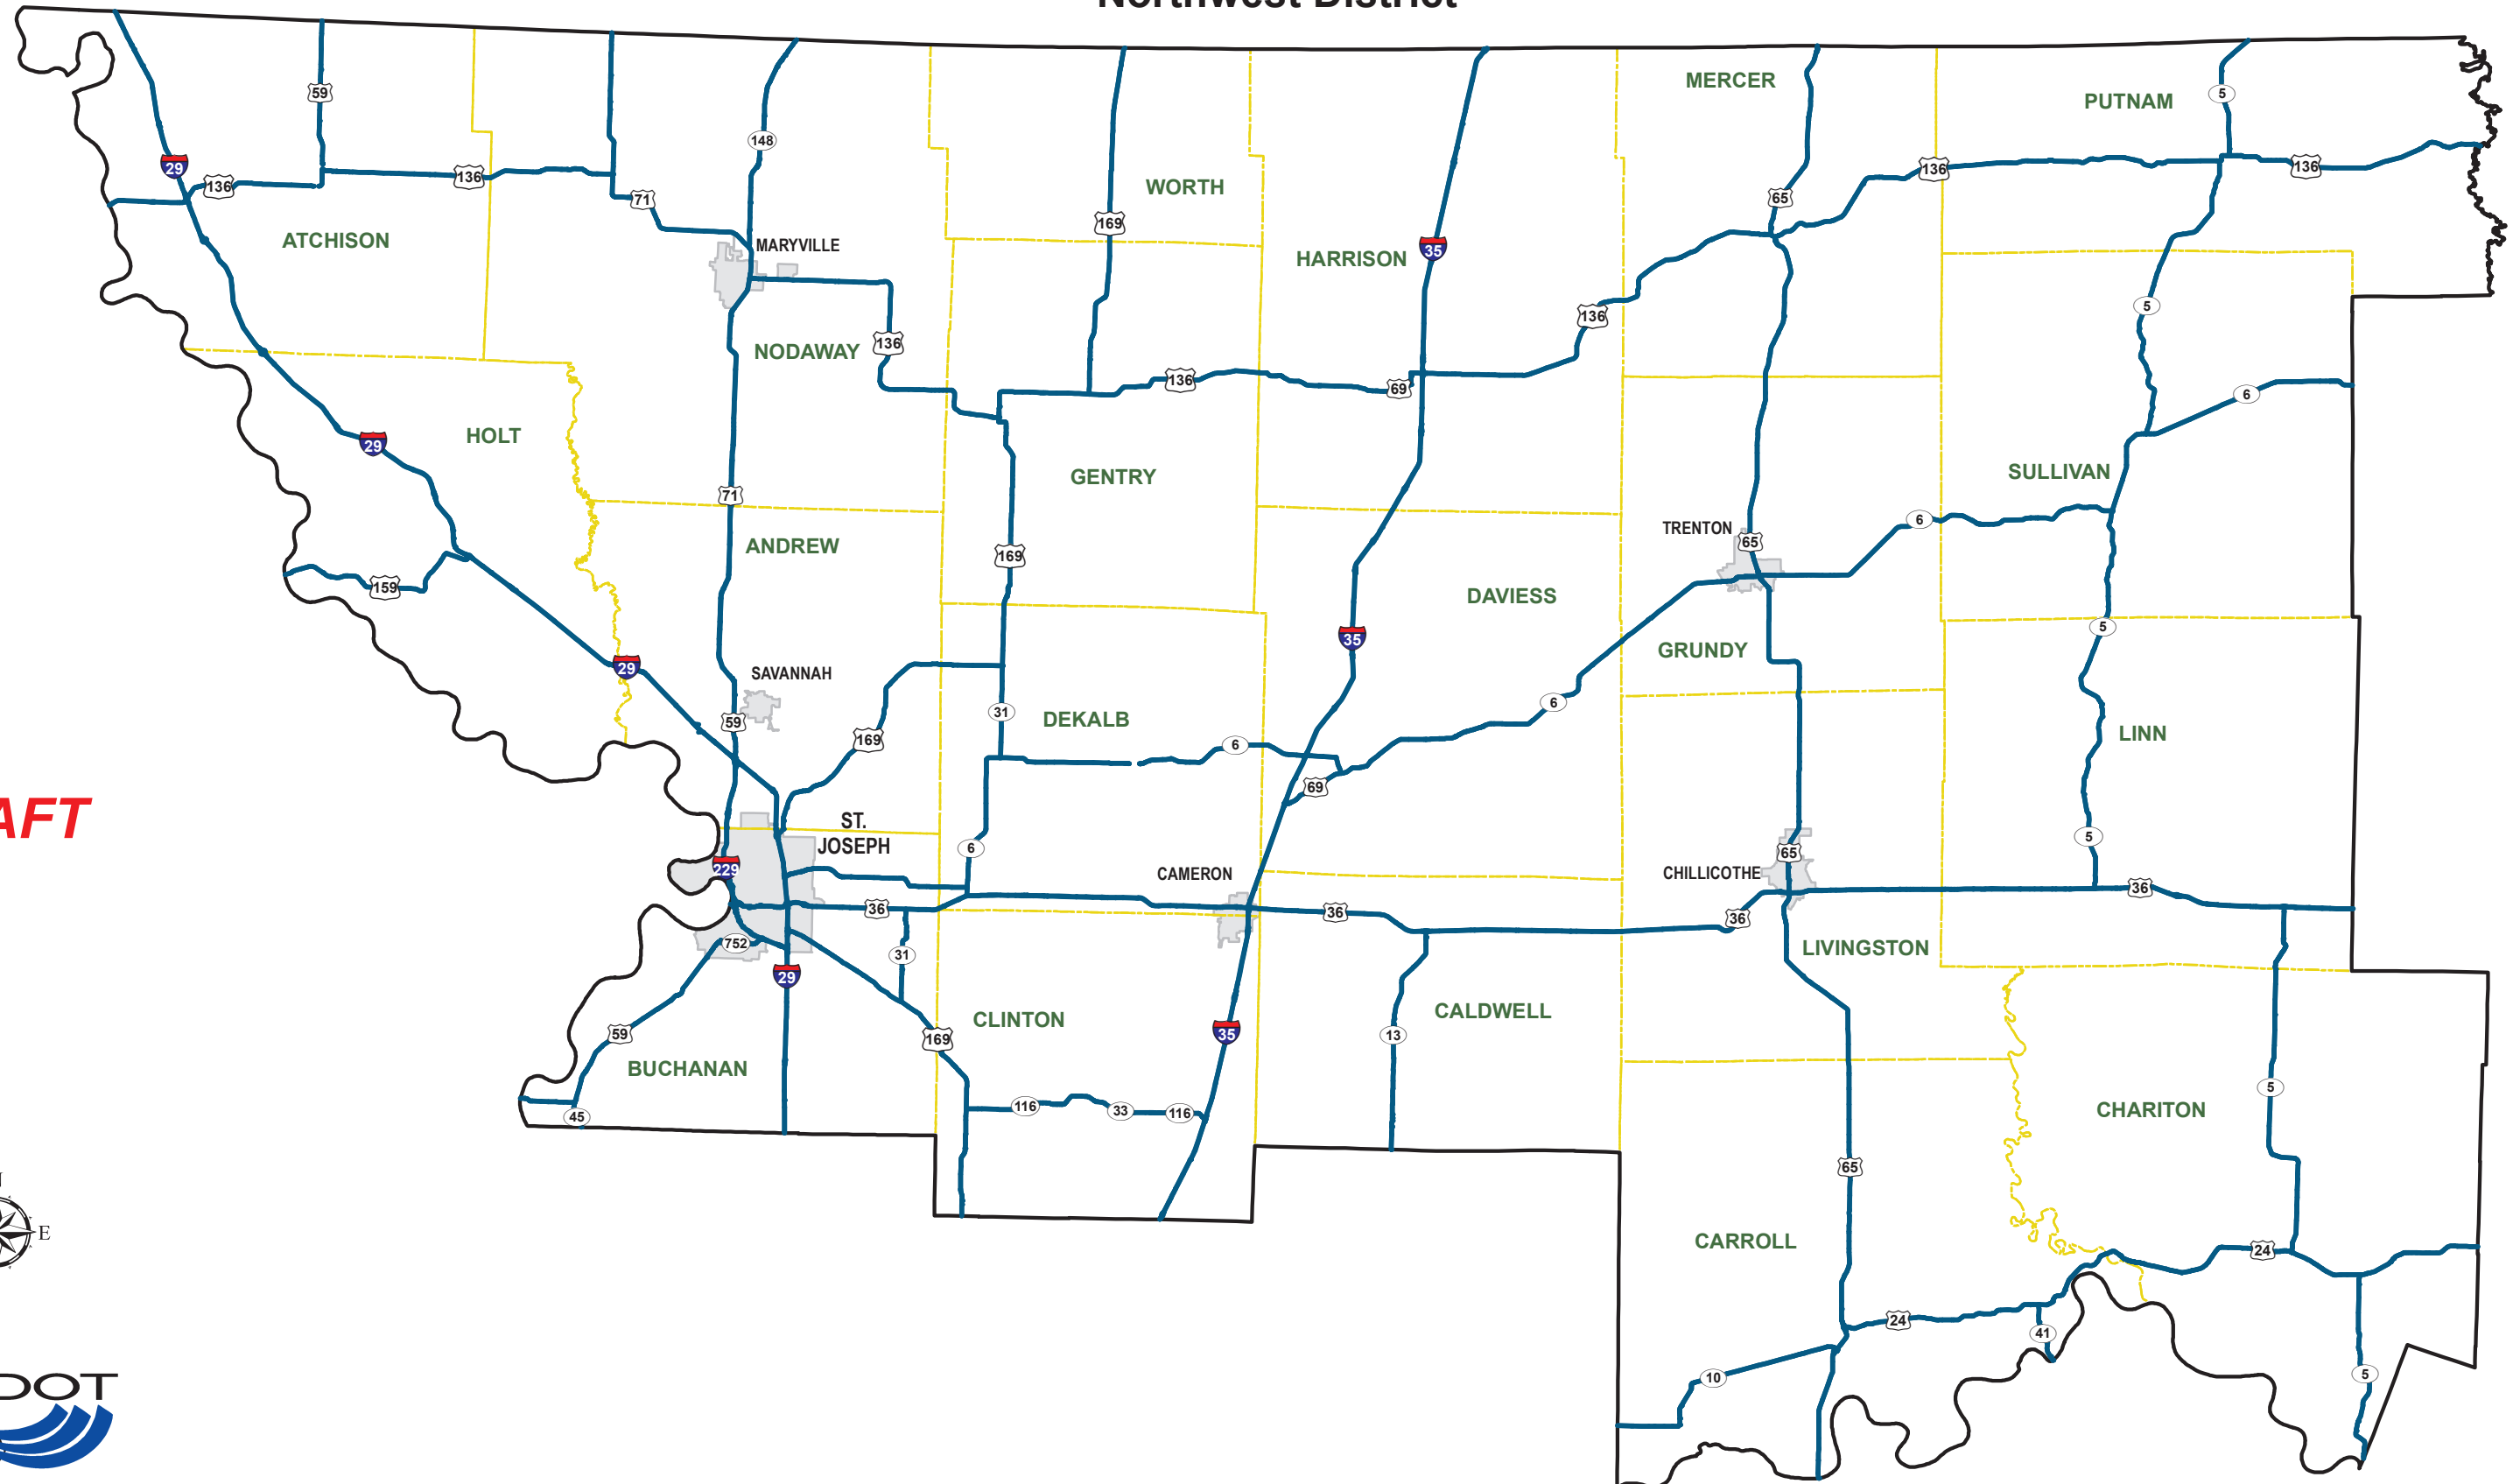 Northwest District
MERCER
PUTNAM
59
5
148
29
136
136
136
136
WORTH
65
71
169
ATCHISON
MARYVILLE
HARRISON
35
5
136
136
NODAWAY
136
69
6
HOLT
29
GENTRY
SULLIVAN
71
6
TRENTON
65
ANDREW
169
159
DAVIESS
5
35
GRUNDY
29
SAVANNAH
6
31
DEKALB
59
LINN
169
6
69
AFT
ST.
JOSEPH
5
6
65
229
CAMERON
CHILLICOTHE
36
36
36
36
752
LIVINGSTON
31
29
CALDWELL
CLINTON
35
13
59
169
BUCHANAN
5
116
33
116
45
CHARITON
65
E
CARROLL
24
24
41
10
5
DOT